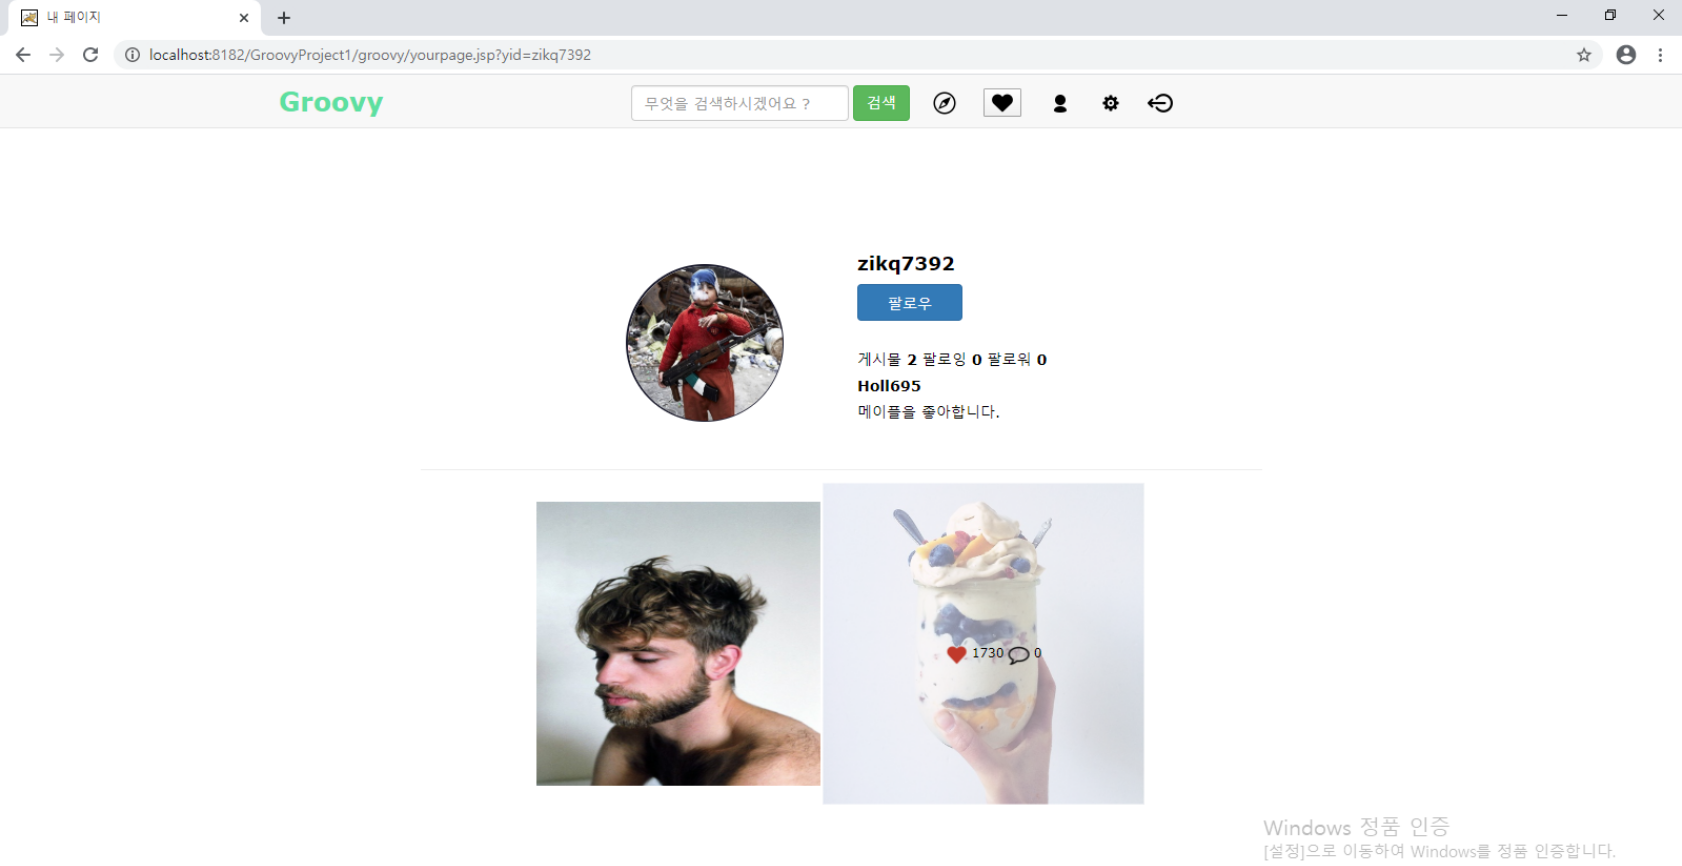 내 페이지
localhost:8182/GroovyProject1/groovy/yourpage.jsp?yid=zikq7392
Groovy
무엇을 검색하시겠어요 ?
검색
zikq7392
팔로우
게시물 2 팔로잉 0 팔로워 0
Holl695
메이플을 좋아합니다.
1730 0
Windows 정품 인증
[설정]으로 이동하여 Windows를 정품 인증합니다.